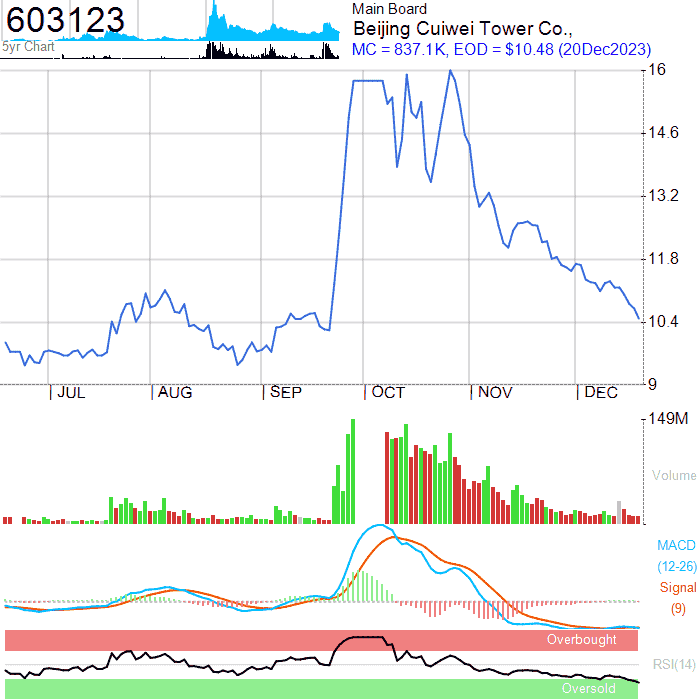 603123
5yr Chart
Main Board
Beijing Cuiwei Tower Co.,
MC = 837.1K, EOD = $10.48 (20Dec2023)
16
14.6
13.2
11.8
10.4
9
JUL AUG SEP OCT NOV DEC
149M
Volume
MACD
(12-26)
Signal
(9)
Overbought
RSI(14)
Oversold